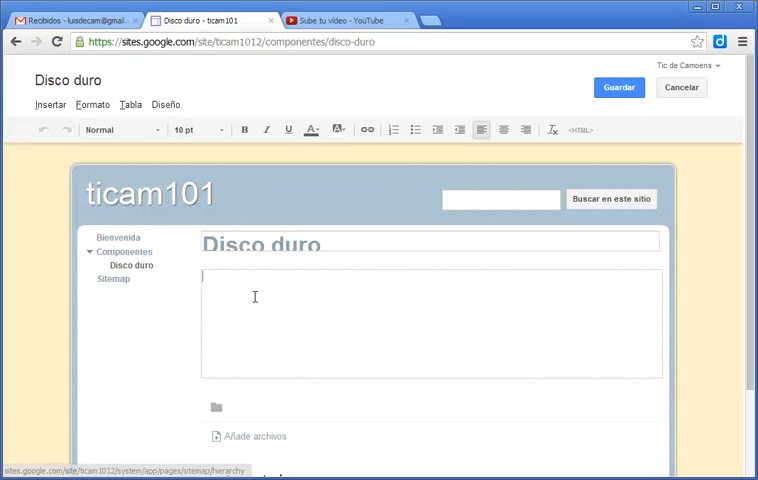 Recibidos - luisdecam@gmail.
Disco duro - ticam101
Sube tu vídeo - YouTube
https://sites.google.com/site/ticam1012/componentes/disco-duro
Tic de Camoens
Disco duro
Guardar
Cancelar
Insertar Formato Tabla Diseño
Normal 10 pt B I U A A <HTML>
ticam101
Buscar en este sitio
Bienvenida
Componentes
Disco duro
Sitemap
Disco duro
Añade archivos
sites.google.com/site/ticam1012/system/app/pages/sitemap/hierarchy